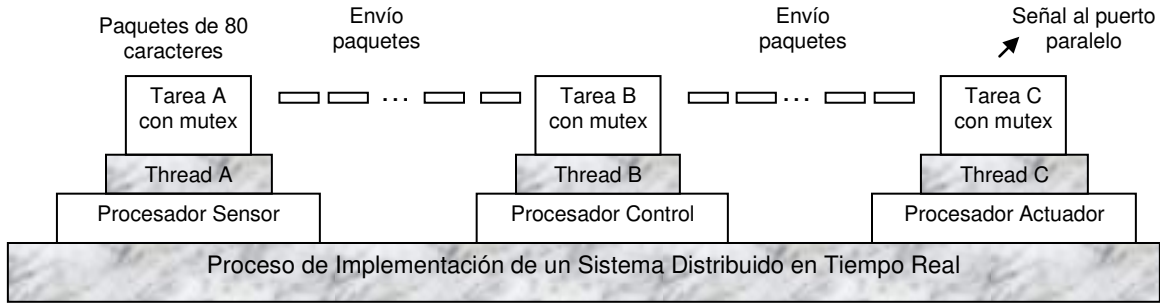 Paquetes de 80
caracteres
Envío
paquetes
Envío
paquetes
Señal al puerto
paralelo
Tarea A
con mutex
...
Tarea B
con mutex
...
Tarea C
con mutex
Thread A
Thread B
Thread C
Procesador Sensor
Procesador Control
Procesador Actuador
Proceso de Implementación de un Sistema Distribuido en Tiempo Real